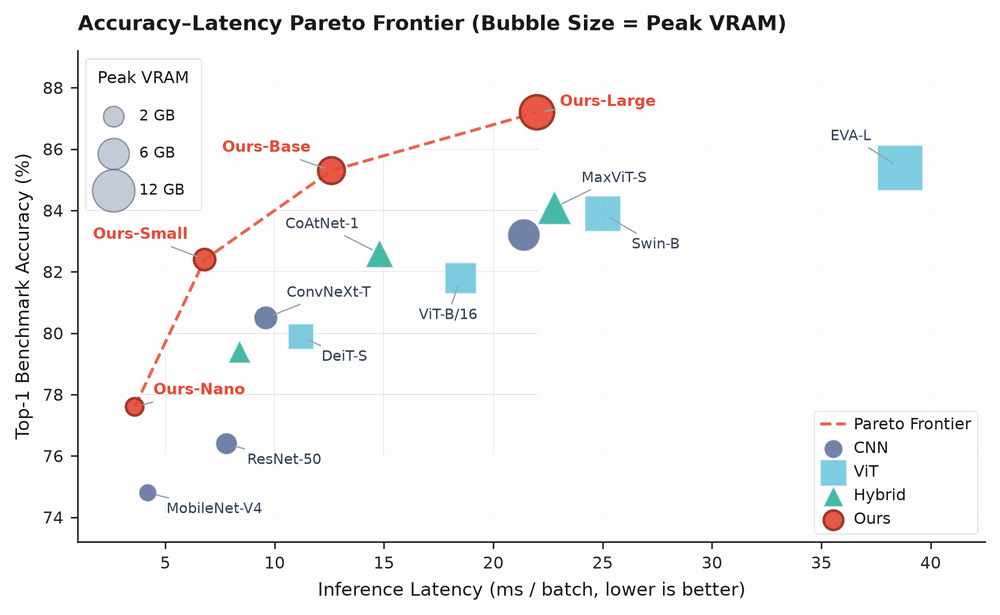 Accuracy–Latency Pareto Frontier (Bubble Size = Peak VRAM)
Peak VRAM
2 GB
6 GB
12 GB
Top-1 Benchmark Accuracy (%)
88
86
84
82
80
78
76
74
Ours-Large
Ours-Base
EVA-L
MaxViT-S
CoAtNet-1
Ours-Small
Swin-B
ConvNeXt-T
ViT-B/16
DeiT-S
Ours-Nano
ResNet-50
MobileNet-V4
Pareto Frontier
CNN
ViT
Hybrid
Ours
5
10
15
20
25
30
35
40
Inference Latency (ms / batch, lower is better)